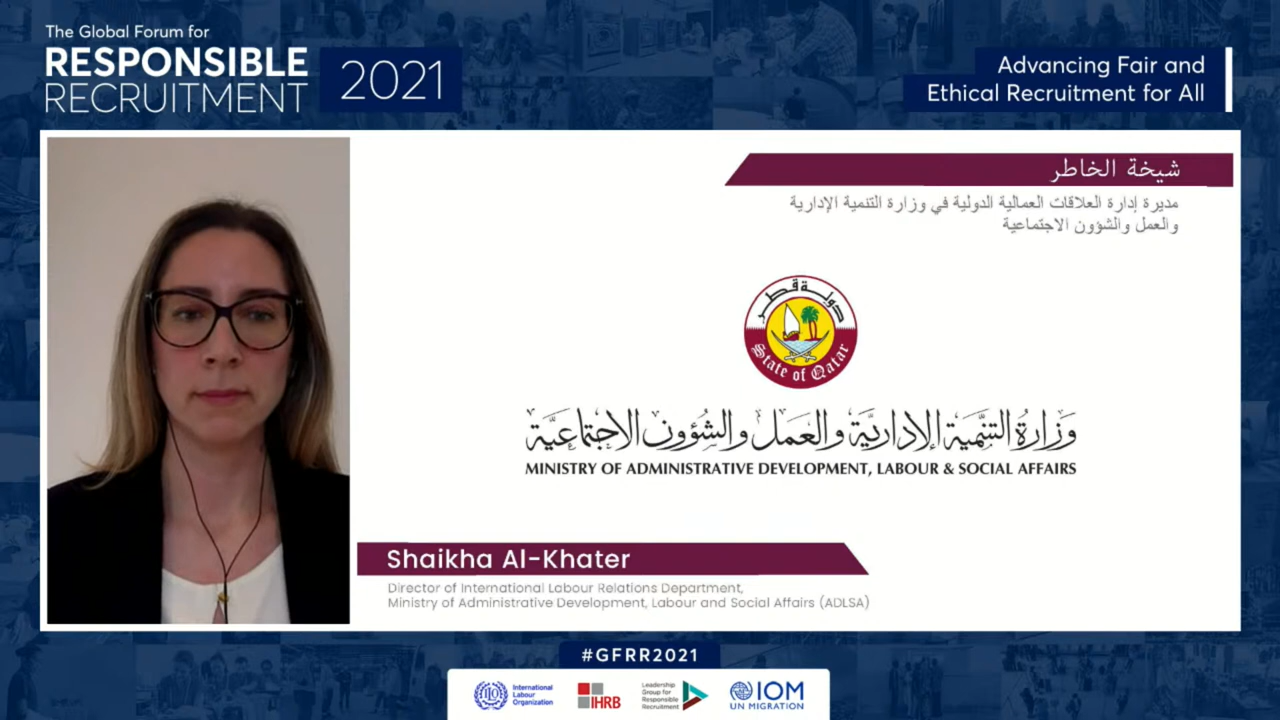 The Global Forum for
RESPONSIBLE
RECRUITMENT
2021
Advancing Fair and
Ethical Recruitment for All
شيخة الخاطر
مديرة إدارة العلاقات العمالية الدولية في وزارة التنمية الإدارية
والعمل والشؤون الاجتماعية
دولة قطر
State of Qatar
وزارة التنمية الإدارية والعمل والشؤون الاجتماعية
MINISTRY OF ADMINISTRATIVE DEVELOPMENT, LABOUR & SOCIAL AFFAIRS
Shaikha Al-Khater
Director of International Labour Relations Department,
Ministry of Administrative Development, Labour and Social Affairs (ADLSA)
#GFRR2021
International
Labour
Organization
IHRB
Leadership
Group for
Responsible
Recruitment
IOM
UN MIGRATION